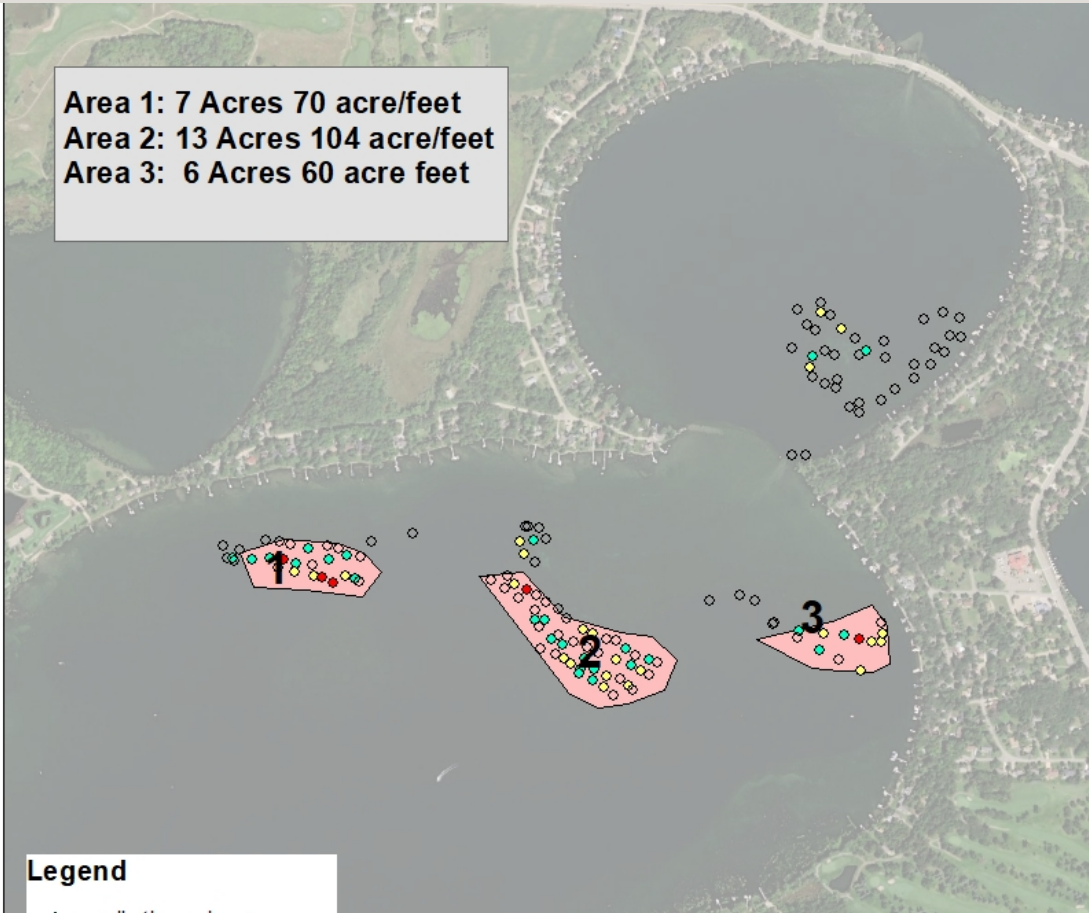 Area 1: 7 Acres 70 acre/feet
Area 2: 13 Acres 104 acre/feet
Area 3:  6 Acres 60 acre feet
1
3
2
Legend